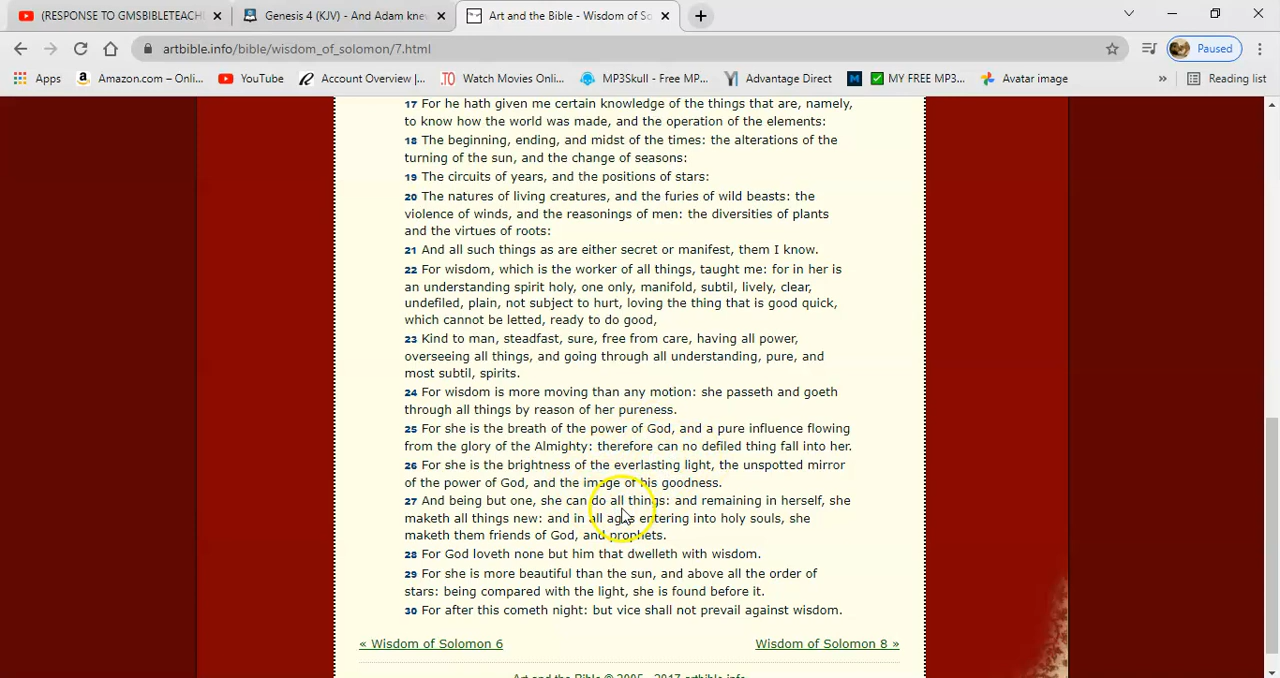 (RESPONSE TO GMSBIBLETEACH
Genesis 4 (KJV) - And Adam knew
Art and the Bible - Wisdom of So
artbible.info/bible/wisdom_of_solomon/7.html
Paused
Apps
Amazon.com – Onli...
YouTube
Account Overview |...
Watch Movies Onlin...
MP3Skull - Free MP...
Advantage Direct
MY FREE MP3...
Avatar image
»
Reading list
17 For he hath given me certain knowledge of the things that are, namely,
to know how the world was made, and the operation of the elements:
18 The beginning, ending, and midst of the times: the alterations of the
turning of the sun, and the change of seasons:
19 The circuits of years, and the positions of stars:
20 The natures of living creatures, and the furies of wild beasts: the
violence of winds, and the reasonings of men: the diversities of plants
and the virtues of roots:
21 And all such things as are either secret or manifest, them I know.
22 For wisdom, which is the worker of all things, taught me: for in her is
an understanding spirit holy, one only, manifold, subtil, lively, clear,
undefiled, plain, not subject to hurt, loving the thing that is good quick,
which cannot be letted, ready to do good,
23 Kind to man, steadfast, sure, free from care, having all power,
overseeing all things, and going through all understanding, pure, and
most subtil, spirits.
24 For wisdom is more moving than any motion: she passeth and goeth
through all things by reason of her pureness.
25 For she is the breath of the power of God, and a pure influence flowing
from the glory of the Almighty: therefore can no defiled thing fall into her.
26 For she is the brightness of the everlasting light, the unspotted mirror
of the power of God, and the image of his goodness.
27 And being but one, she can do all things: and remaining in herself, she
maketh all things new: and in all ages entering into holy souls, she
maketh them friends of God, and prophets.
28 For God loveth none but him that dwelleth with wisdom.
29 For she is more beautiful than the sun, and above all the order of
stars: being compared with the light, she is found before it.
30 For after this cometh night: but vice shall not prevail against wisdom.
« Wisdom of Solomon 6
Wisdom of Solomon 8 »
Art and the Bible © 2005 - 2017 artbible.info